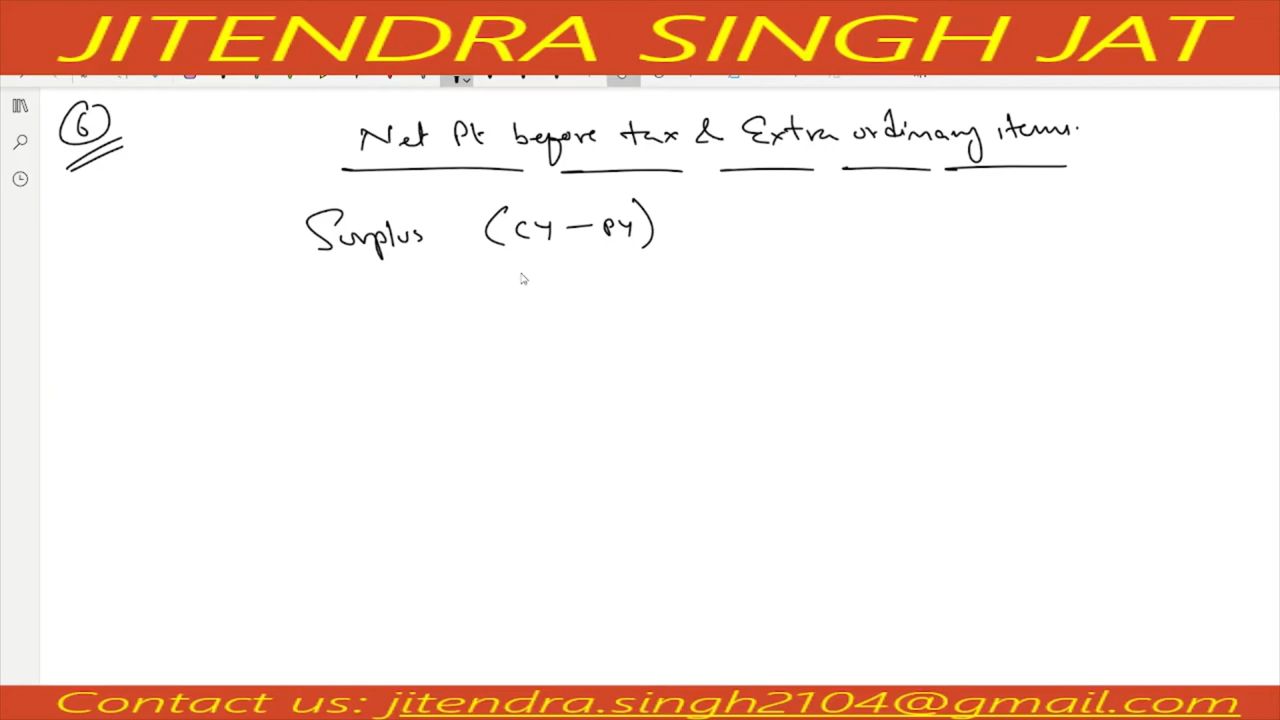 JITENDRA SINGH JAT
6
Net Pt before tax & Extra ordinary items.
Surplus (CY - PY)
Contact us: jitendra.singh2104@gmail.com